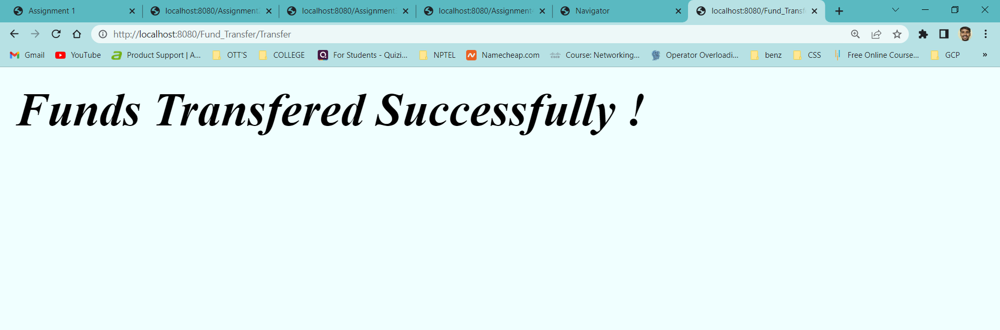 Assignment 1
localhost:8080/Assignment
localhost:8080/Assignment
localhost:8080/Assignment
Navigator
localhost:8080/Fund_Transf
http://localhost:8080/Fund_Transfer/Transfer
Gmail
YouTube
Product Support | A...
OTT'S
COLLEGE
For Students - Quizi...
NPTEL
Namecheap.com
Course: Networking...
Operator Overloadi...
benz
CSS
Free Online Course...
GCP
»
Funds Transfered Successfully !